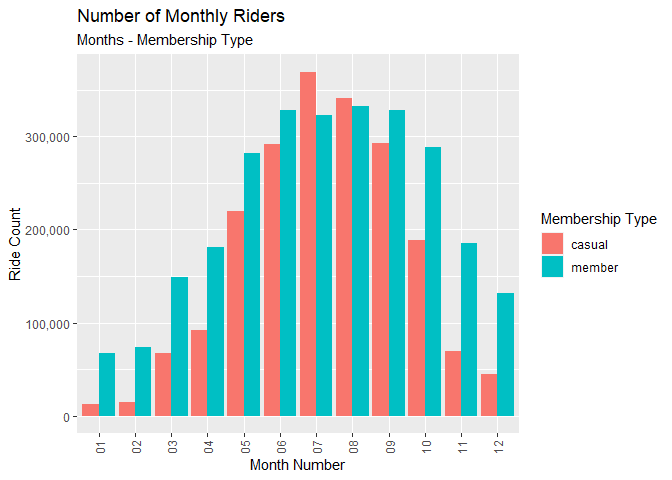 Number of Monthly Riders
Months - Membership Type
300,000
200,000
100,000
0
Ride Count
01
02
03
04
05
06
07
08
09
10
11
12
Month Number
Membership Type
casual
member